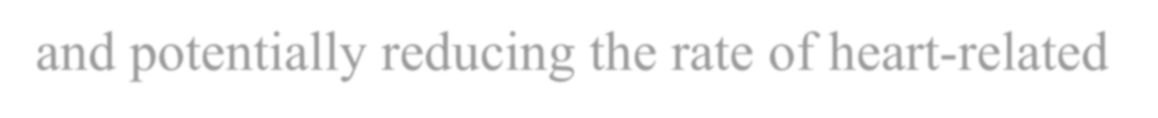 and potentially reducing the rate of heart-related